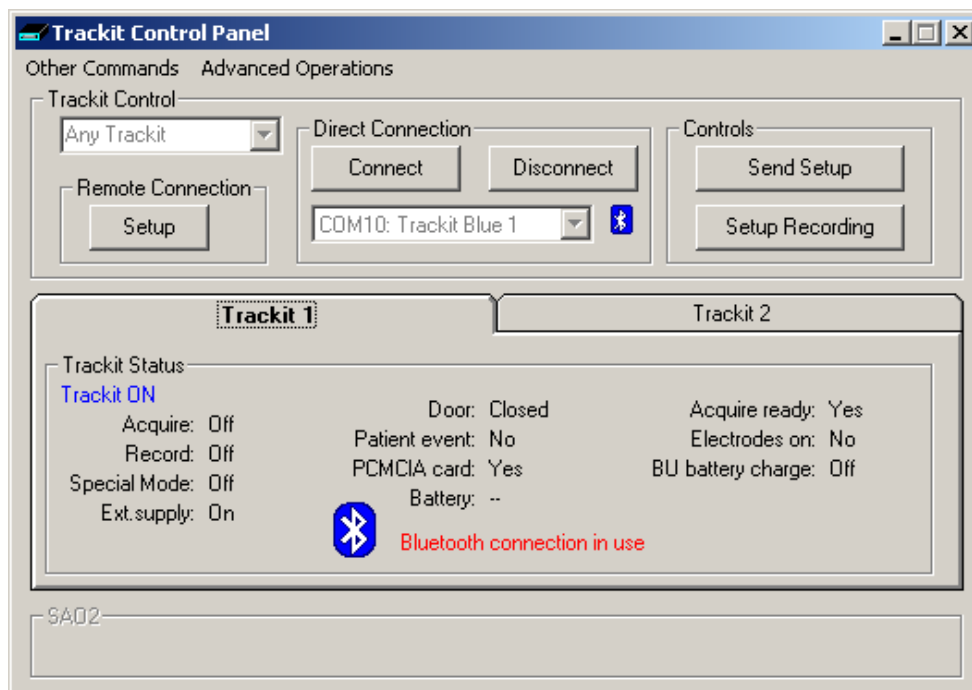 Trackit Control Panel
Other Commands Advanced Operations
Trackit Control
Any Trackit
Remote Connection
Setup
Direct Connection
Connect Disconnect
COM10: Trackit Blue 1
Controls
Send Setup
Setup Recording
Trackit 1 Trackit 2
Trackit Status
Trackit ON
Acquire: Off
Record: Off
Special Mode: Off
Ext.supply: On
Door: Closed
Patient event: No
PCMCIA card: Yes
Battery: --
Bluetooth connection in use
Acquire ready: Yes
Electrodes on: No
BU battery charge: Off
SAO2